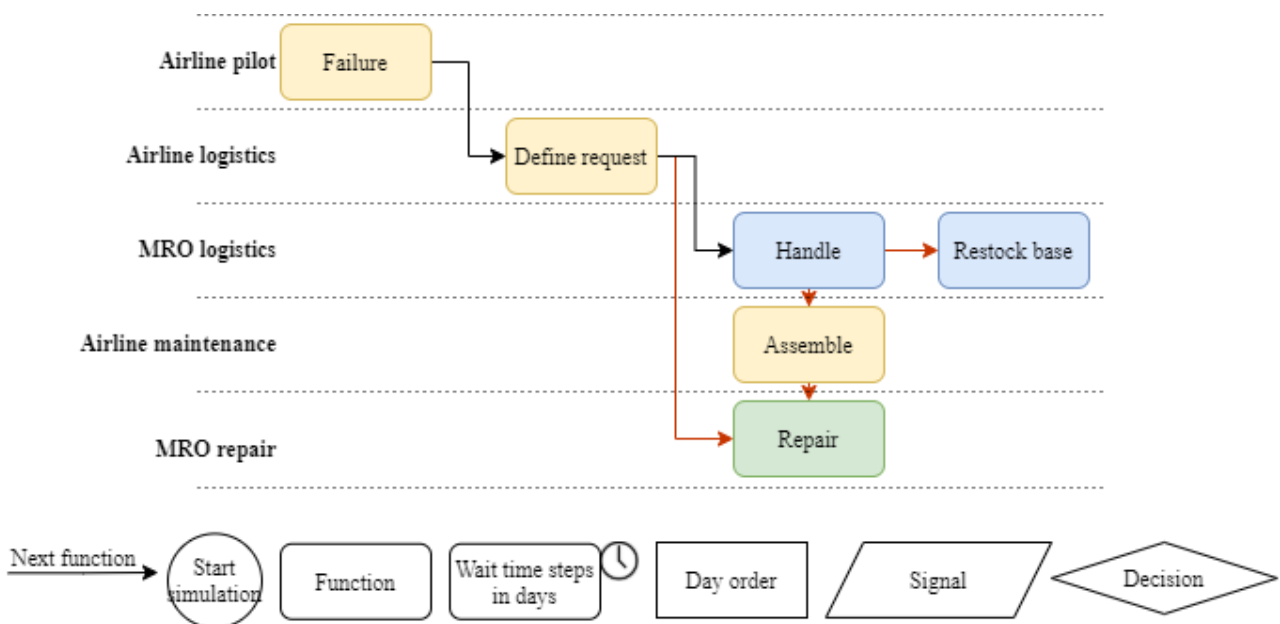 Airline pilot
Failure
Airline logistics
Define request
MRO logistics
Handle
Restock base
Airline maintenance
Assemble
MRO repair
Repair
Next function
Start
simulation
Function
Wait time steps
in days
Day order
Signal
Decision